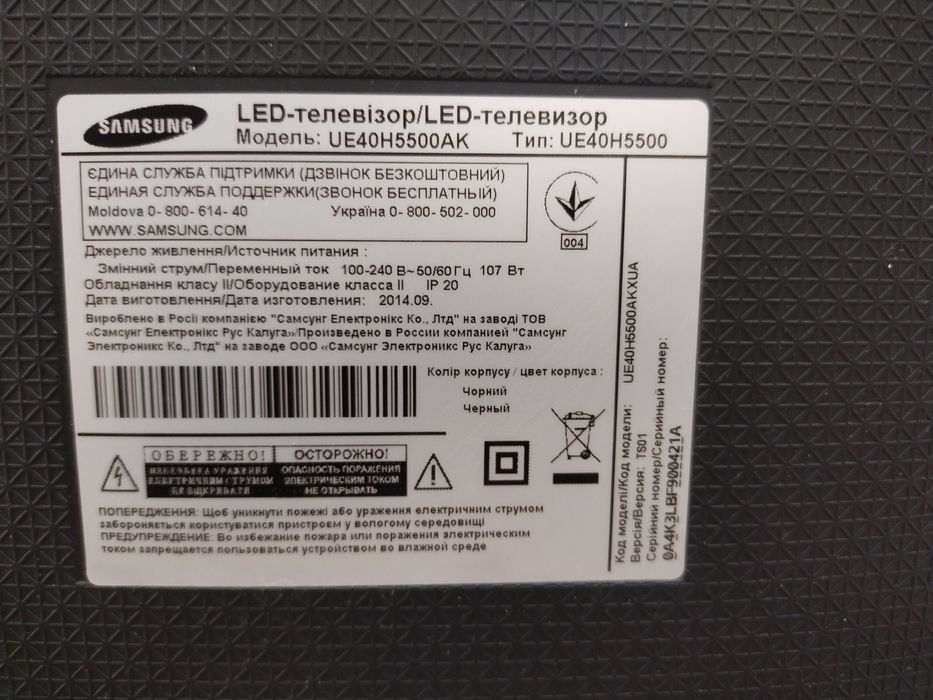 SAMSUNG
LED-телевізор/LED-телевизор
Модель: UE40H5500AK Тип: UE40H5500
ЄДИНА СЛУЖБА ПІДТРИМКИ (ДЗВІНОК БЕЗКОШТОВНИЙ)
ЕДИНАЯ СЛУЖБА ПОДДЕРЖКИ(ЗВОНОК БЕСПЛАТНЫЙ)
Moldova 0- 800- 614- 40 Україна 0- 800- 502- 000
WWW.SAMSUNG.COM
004
Джерело живлення/Источник питания :
Змінний струм/Переменный ток 100-240 В~50/60Гц 107 Вт
Обладнання класу II/Оборудование класса II IP 20
Дата виготовлення/Дата изготовления: 2014.09.
Вироблено в Росії компанією "Самсунг Електронікс Ко., Лтд" на заводі ТОВ
«Самсунг Електронікс Рус Калуга»/Произведено в России компанией "Самсунг
Электроникс Ко., Лтд" на заводе ООО «Самсунг Электроникс Рус Калуга»
Колір корпусу / цвет корпуса :
Чорний
Черный
ОБЕРЕЖНО!
НЕБЕЗПЕКА УРАЖЕННЯ
ЕЛЕКТРИЧНИМ СТРУМОМ
НЕ ВІДКРИВАТИ
ОСТОРОЖНО!
ОПАСНОСТЬ ПОРАЖЕНИЯ
ЭЛЕКТРИЧЕСКИМ ТОКОМ
НЕ ОТКРЫВАТЬ
ПОПЕРЕДЖЕННЯ: Щоб уникнути пожежі або ураження електричним струмом
забороняється користуватися пристроєм у вологому середовищі
ПРЕДУПРЕЖДЕНИЕ: Во избежание пожара или поражения электрическим
током запрещается пользоваться устройством во влажной среде
Код моделі/Код модели: UE40H5500AKXUA
Версія/Версия: TS01
Серійний номер/Серийный номер:
0A4K3LBF900421A